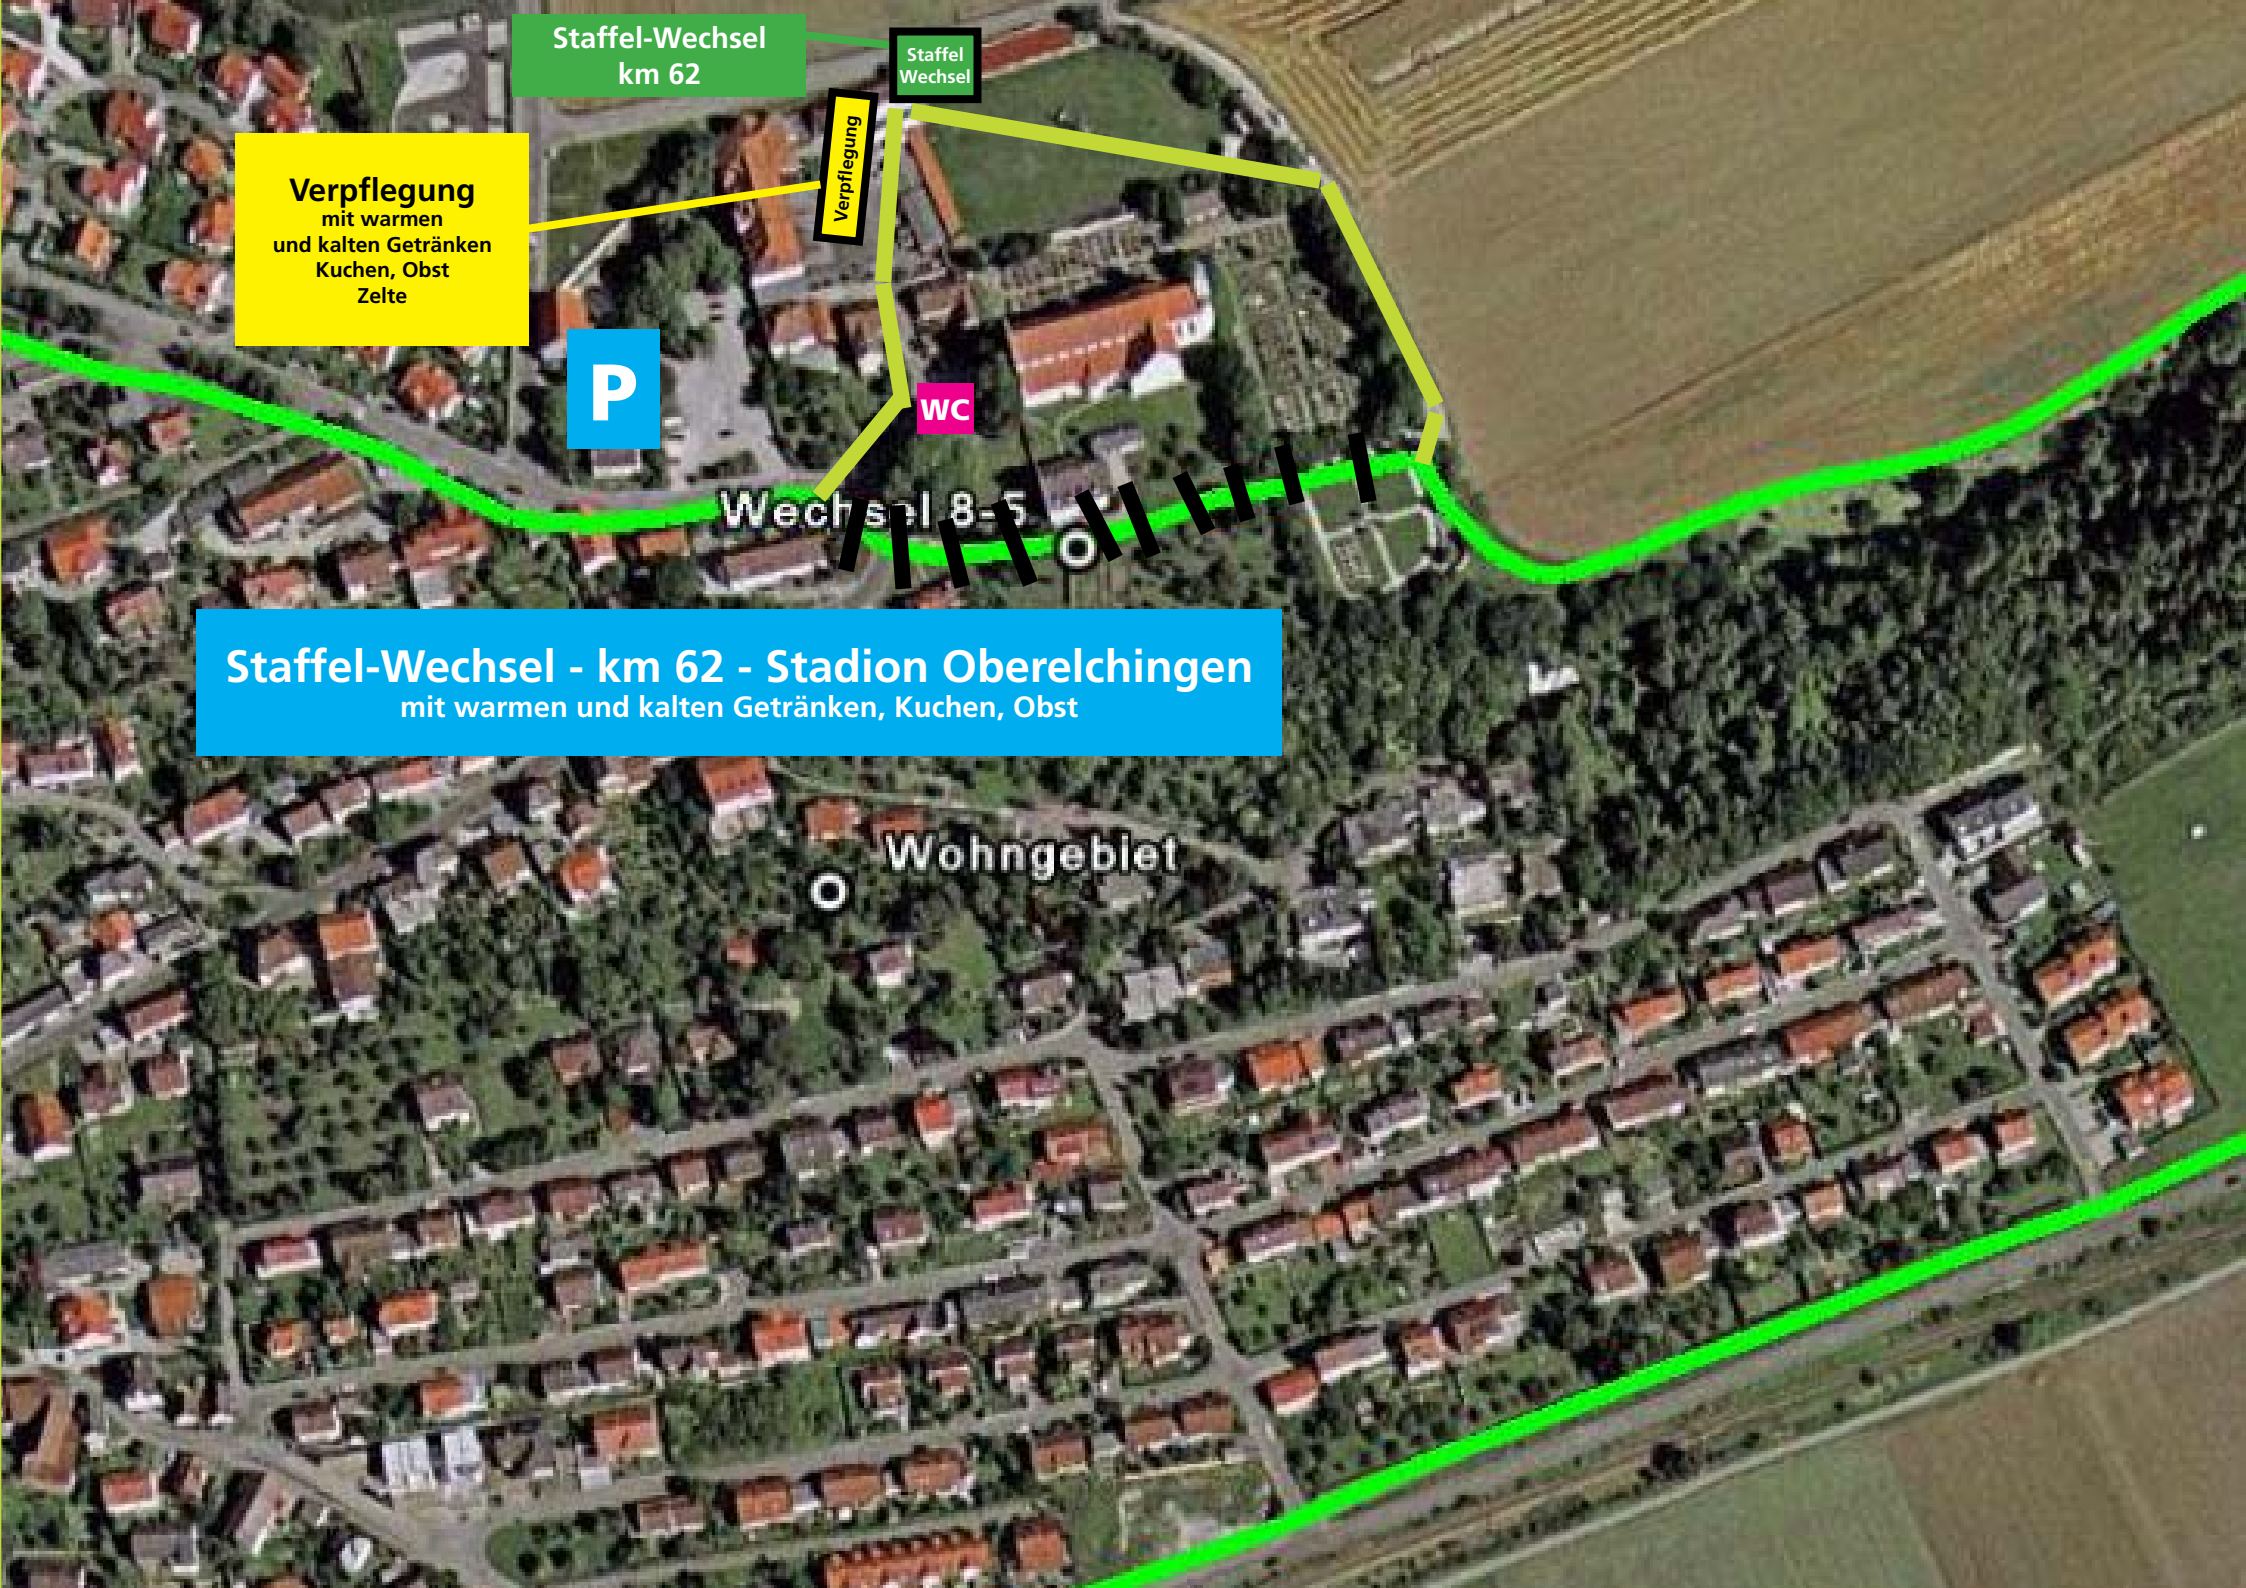 Staffel-Wechsel
km 62
Staffel
Wechsel
Verpflegung
Verpflegung
mit warmen
und kalten Getränken
Kuchen, Obst
Zelte
P
WC
Wechsel 8-5
Staffel-Wechsel - km 62 - Stadion Oberelchingen
mit warmen und kalten Getränken, Kuchen, Obst
Wohngebiet